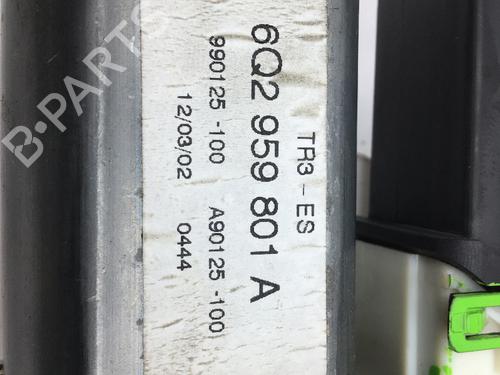 TR3 - ES
6Q2 959 801 A
990125 -100 A90125 -100
12/03/02 0444
B-PARTS